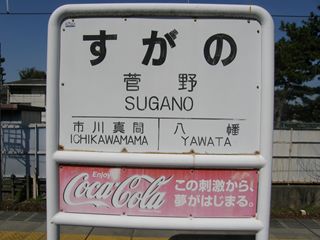 すがの
菅野
SUGANO
市川真間 八幡
ICHIKAWAMAMA YAWATA
Enjoy
Coca-Cola
この刺激から、
夢がはじまる。